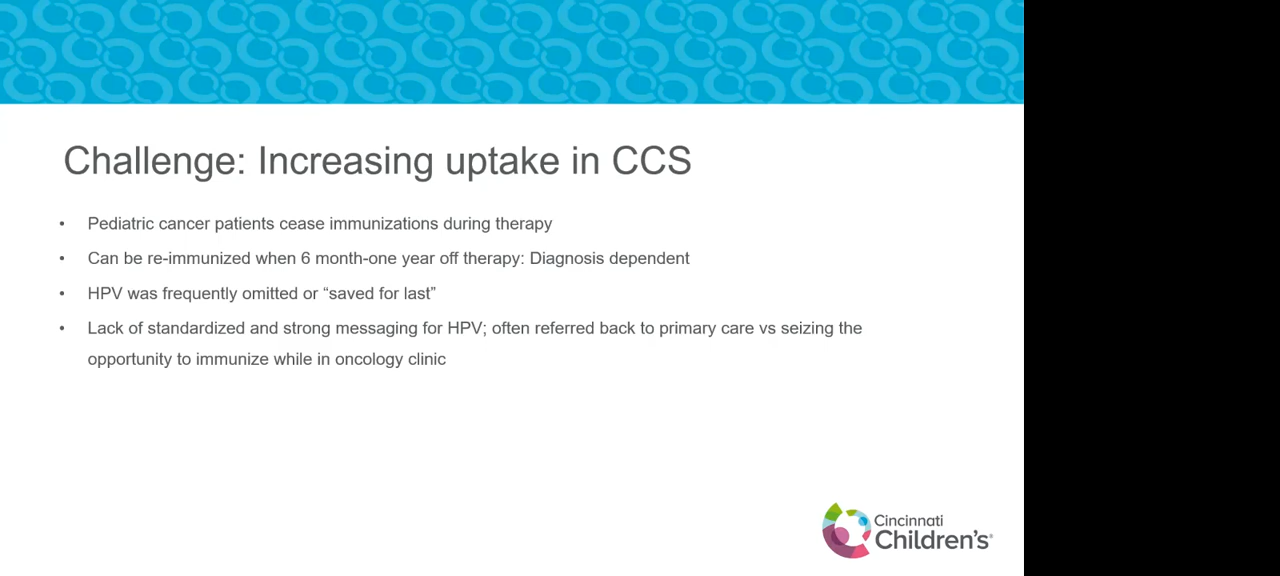 Challenge: Increasing uptake in CCS
• Pediatric cancer patients cease immunizations during therapy
• Can be re-immunized when 6 month-one year off therapy: Diagnosis dependent
• HPV was frequently omitted or “saved for last”
• Lack of standardized and strong messaging for HPV; often referred back to primary care vs seizing the
opportunity to immunize while in oncology clinic
Cincinnati
Children's®